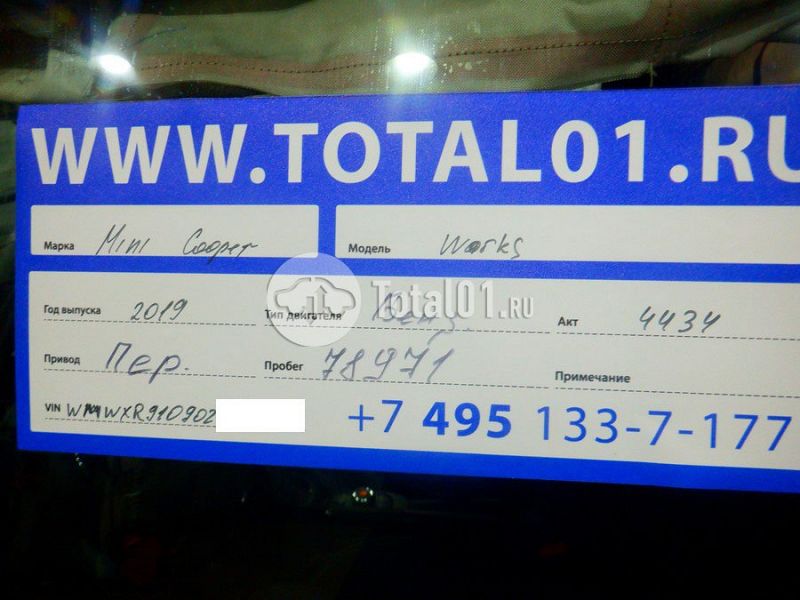 WWW.TOTAL01.RU
Марка Mini Cooper Модель Works
Год выпуска 2019 Тип двигателя Бенз. Акт 4434
Total01.RU
Привод Пер. Пробег 78971 Примечание
VIN WMWXR910902 +7 495 133-7-177